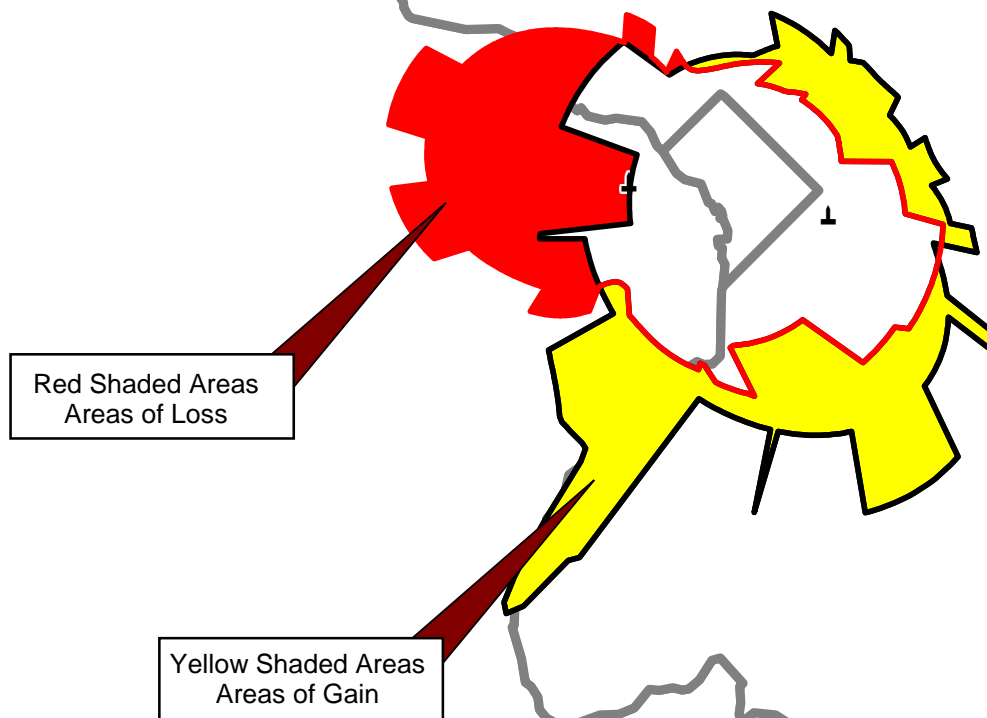 Red Shaded Areas
Areas of Loss
Yellow Shaded Areas
Areas of Gain